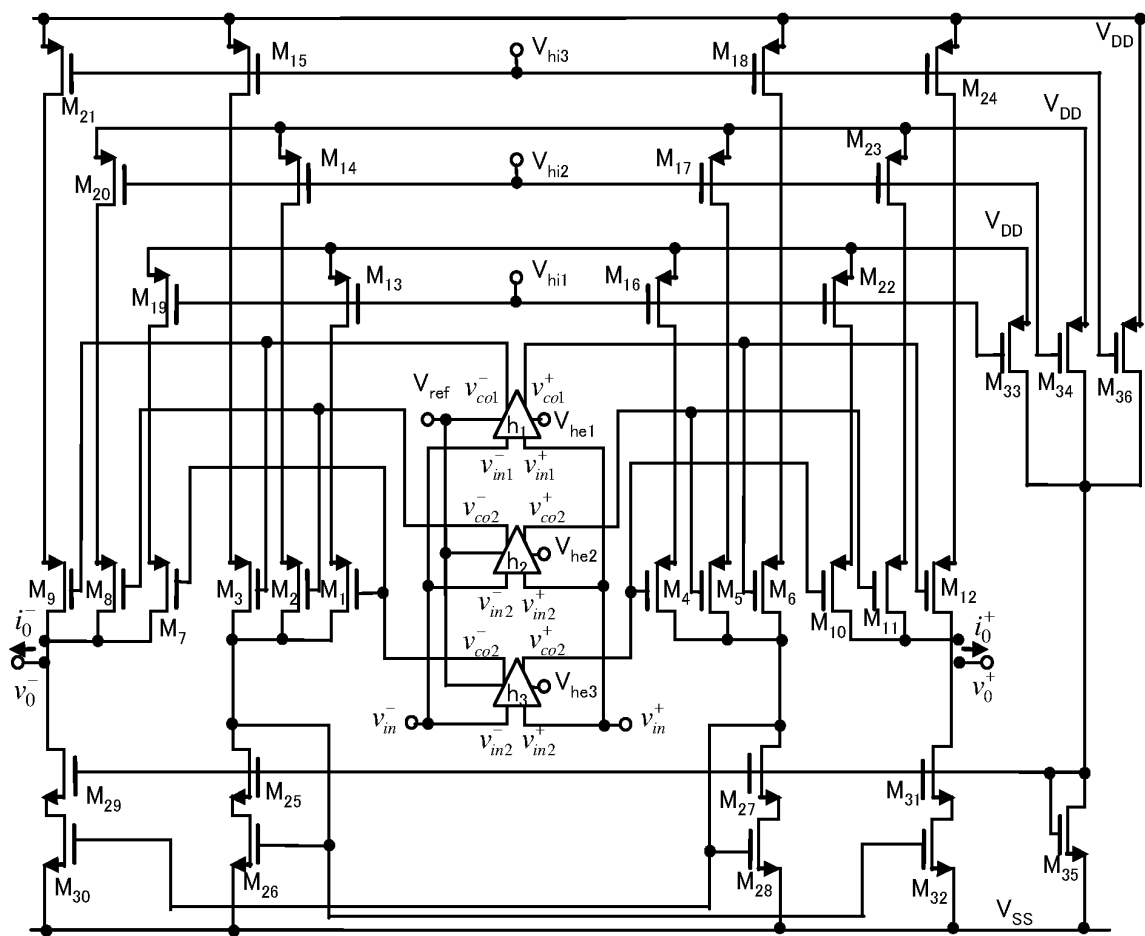 V_DD
M_15
V_hi3
M_18
M_21
M_24
V_DD
M_23
M_20
M_14
V_hi2
M_17
V_DD
M_19
M_13
V_hi1
M_16
M_22
V_ref
v_co1^-
v_co1^+
M_33
M_34
M_36
h_1
V_he1
v_in1^-
v_in1^+
v_co2^-
v_co2^+
h_2
V_he2
M_9
M_8
M_7
M_3
M_2
M_1
M_4
M_5
M_6
M_10
M_11
M_12
v_in2^-
v_in2^+
i_0^-
i_0^+
v_co2^-
v_co2^+
v_0^-
v_0^+
h_3
V_he3
v_in^-
v_in2^-
v_in2^+
v_in^+
M_29
M_25
M_27
M_31
M_30
M_26
M_28
M_32
M_35
V_SS